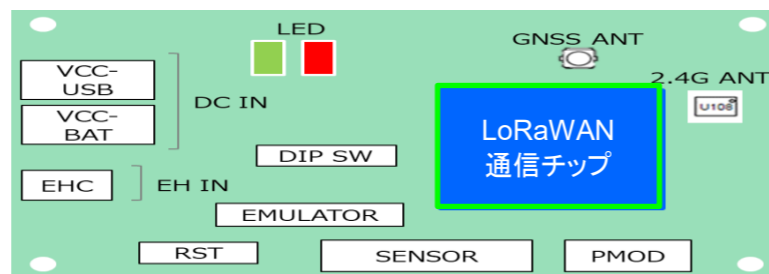 LED
GNSS ANT
VCC-
USB
2.4G ANT
DC IN
U108
VCC-
BAT
LoRaWAN
通信チップ
DIP SW
EHC
EH IN
EMULATOR
RST
SENSOR
PMOD